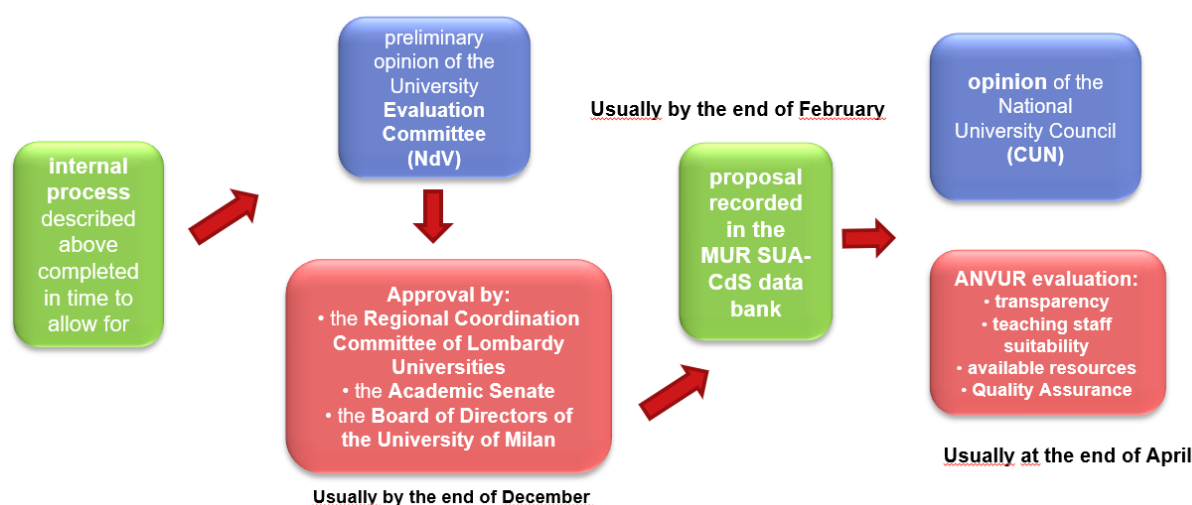 internal
process
described
above
completed
in time to
allow for
preliminary
opinion of the
University
Evaluation
Committee
(NdV)
Approval by:
• the Regional Coordination
Committee of Lombardy
Universities
• the Academic Senate
• the Board of Directors of
the University of Milan
Usually by the end of December
Usually by the end of February
proposal
recorded
in the
MUR SUA-
CdS data
bank
opinion of the
National
University Council
(CUN)
ANVUR evaluation:
• transparency
• teaching staff
suitability
• available resources
• Quality Assurance
Usually at the end of April